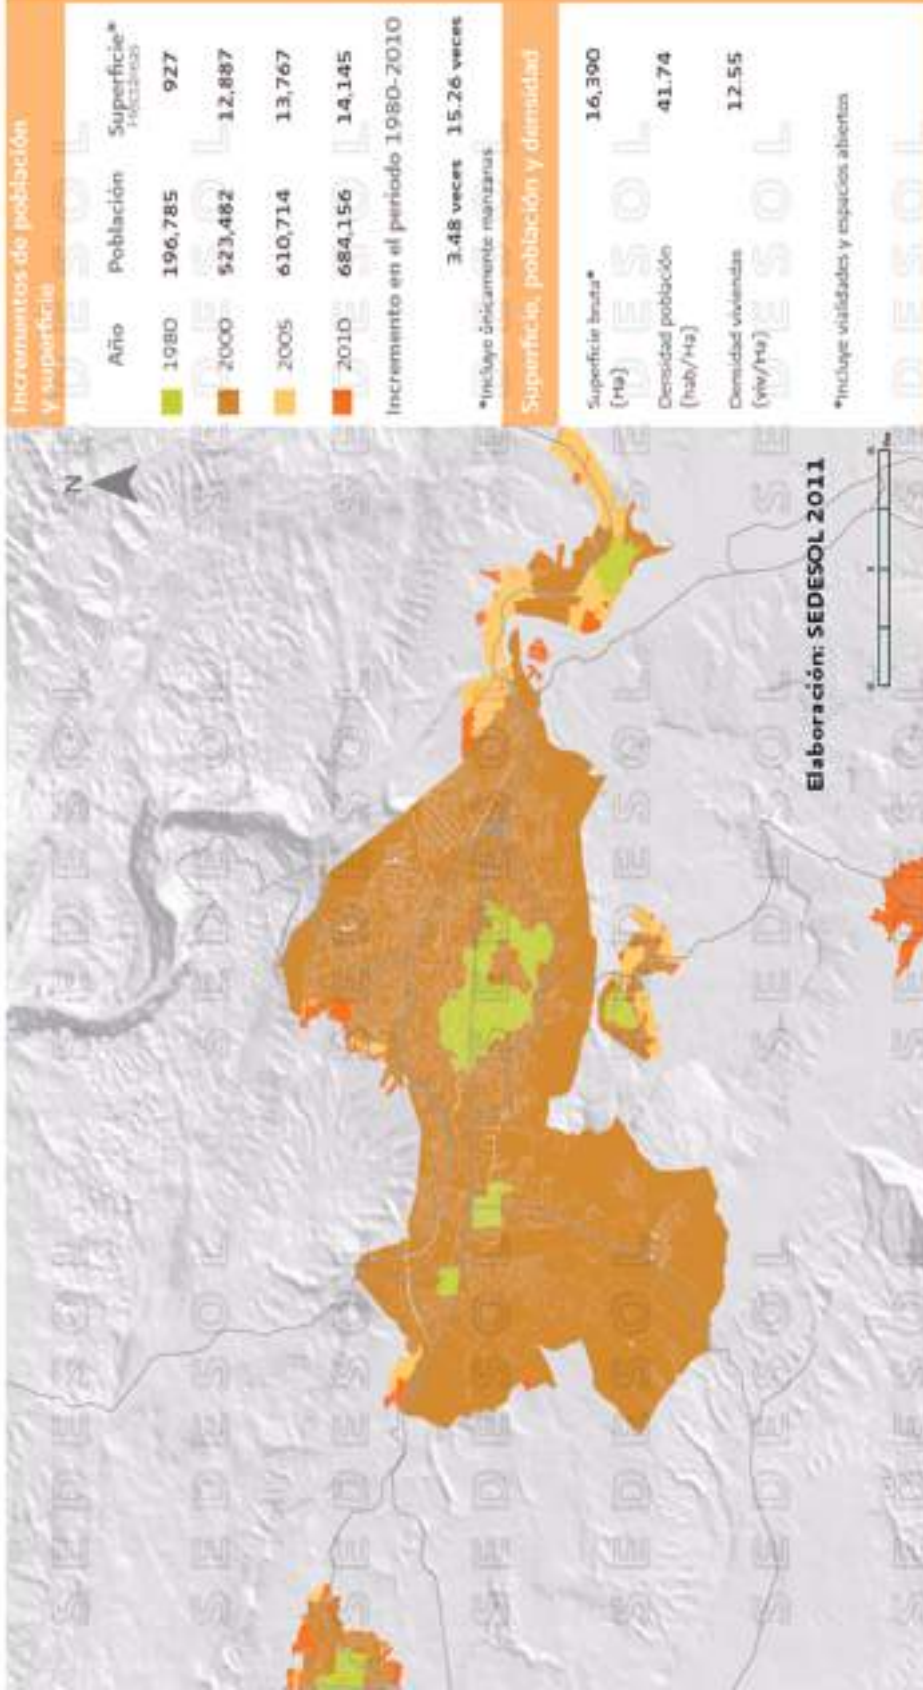 Incrementos de población
y superficie
Año Población Superficie*
Hectáreas
1980 196,785 927
2000 523,482 12,887
2005 610,714 13,767
2010 684,156 14,145
Incremento en el periodo 1980-2010
3.48 veces 15.26 veces
*Incluye únicamente manzanas
Superficie, población y densidad
Superficie bruta* 16,390
(Ha)
Densidad población 41.74
(hab/Ha)
Densidad viviendas 12.55
(viv/Ha)
*Incluye vialidades y espacios abiertos
N
Elaboración: SEDESOL 2011
SEDESOL